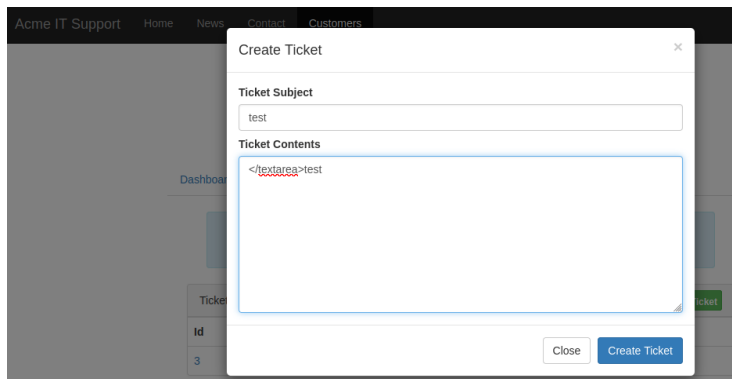 Acme IT Support Home News Contact Customers
Create Ticket ×
Ticket Subject
test
Ticket Contents
</textarea>test
Dashboar
Ticke
icket
Id
3
Close Create Ticket